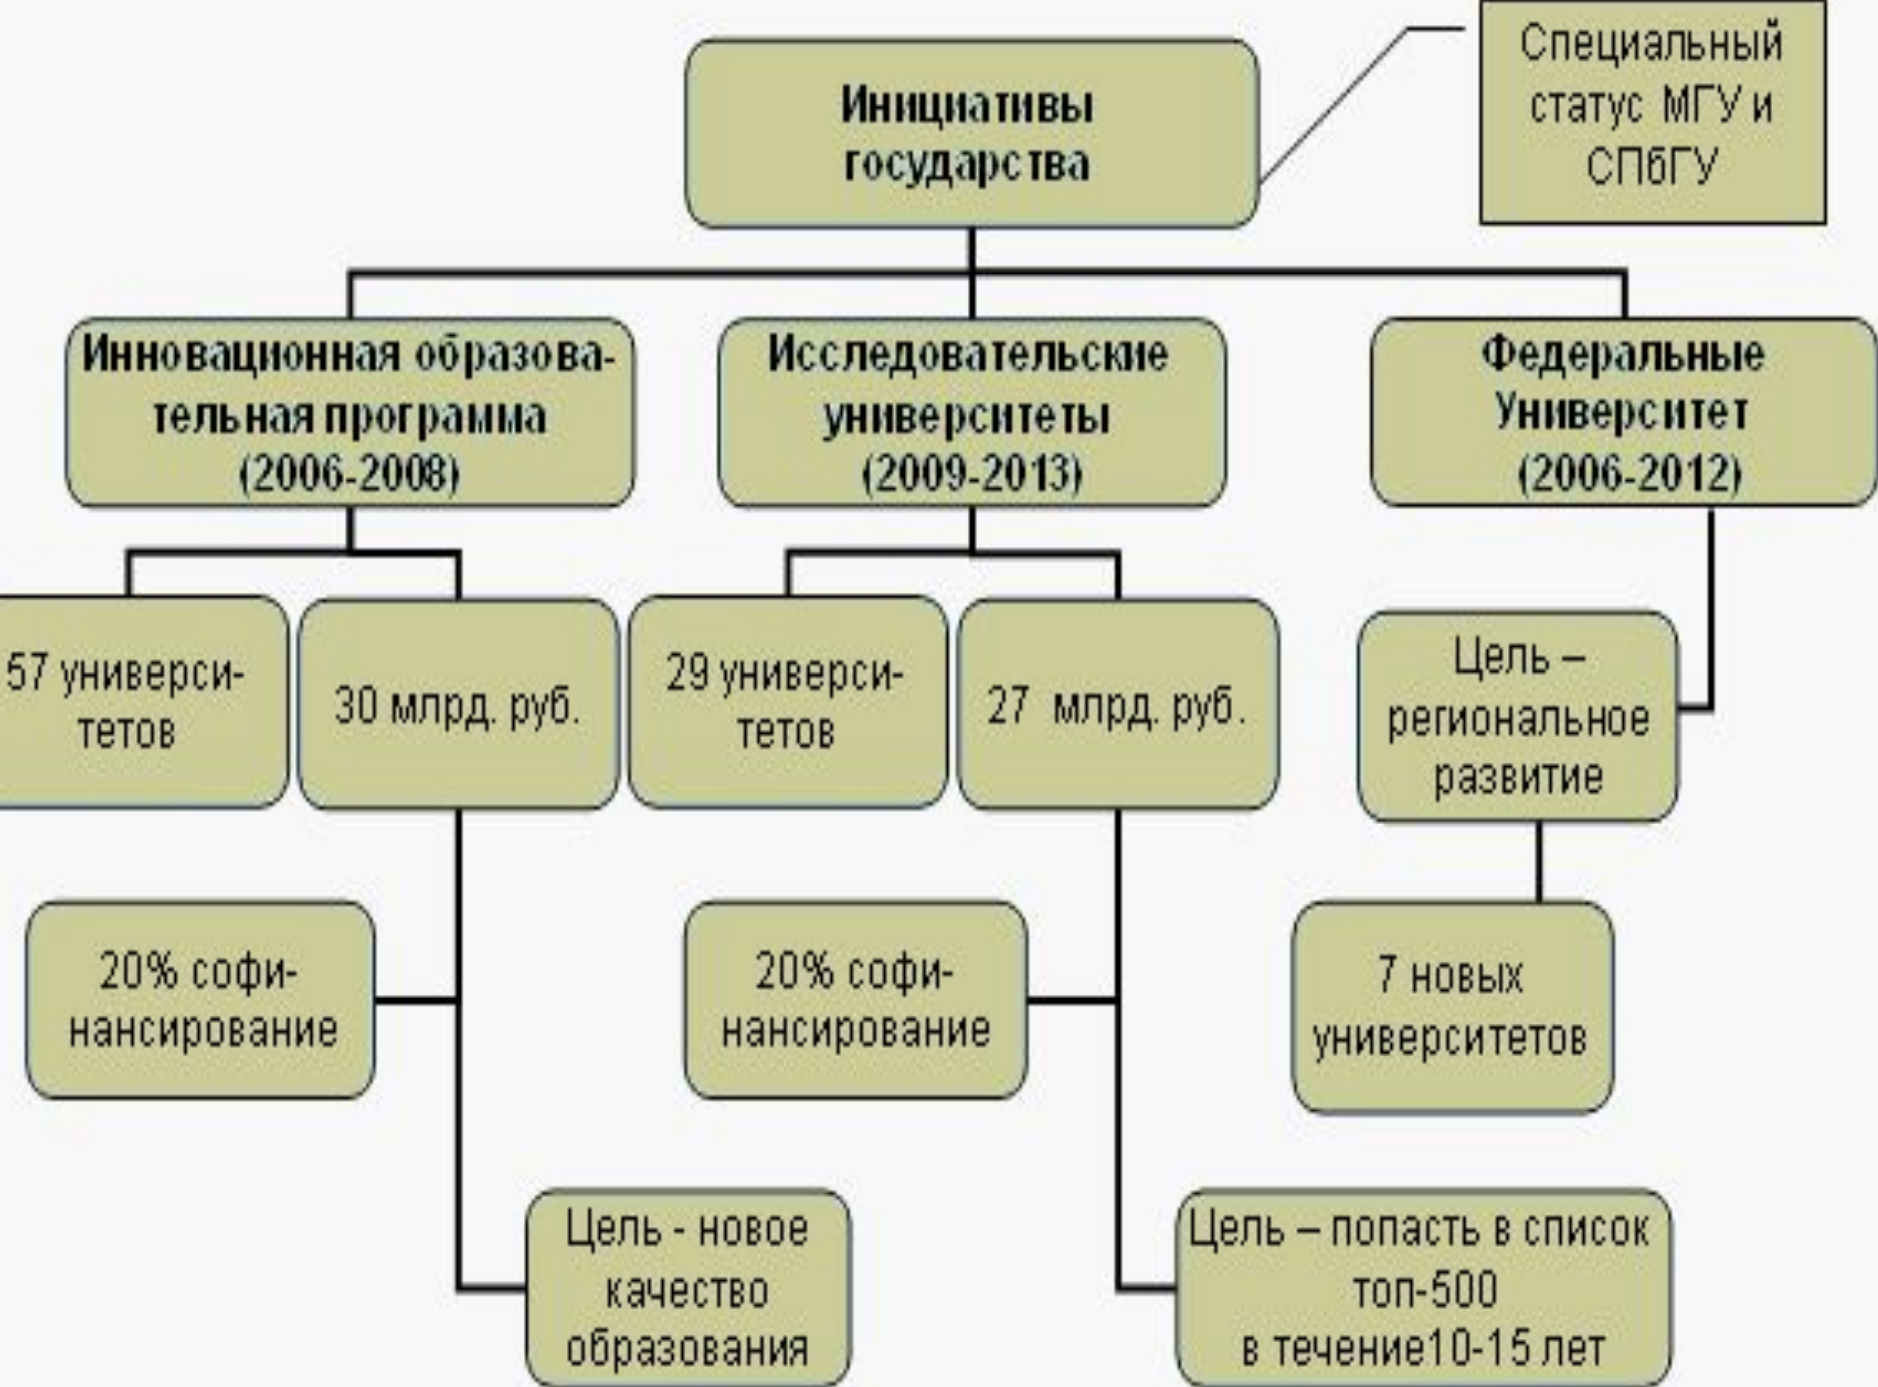 Инициативы
государства
Специальный
статус МГУ и
СПбГУ
Инновационная образова-
тельная программа
(2006-2008)
Исследовательские
университеты
(2009-2013)
Федеральные
Университет
(2006-2012)
57 универси-
тетов
30 млрд. руб.
29 универси-
тетов
27 млрд. руб.
Цель –
региональное
развитие
20% софи-
нансирование
20% софи-
нансирование
7 новых
университетов
Цель - новое
качество
образования
Цель – попасть в список
топ-500
в течение10-15 лет